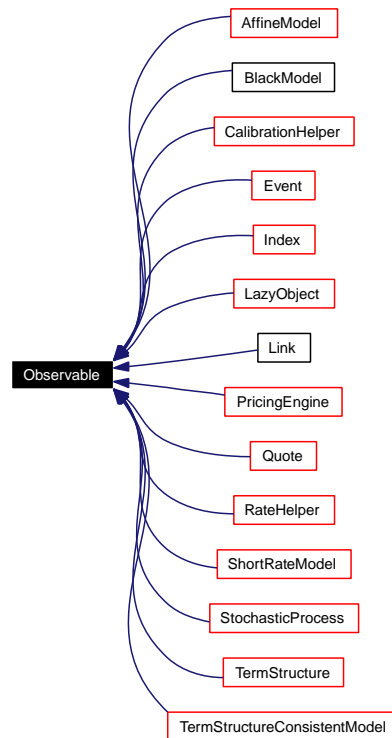 AffineModel
BlackModel
CalibrationHelper
Event
Index
LazyObject
Link
Observable
PricingEngine
Quote
RateHelper
ShortRateModel
StochasticProcess
TermStructure
TermStructureConsistentModel